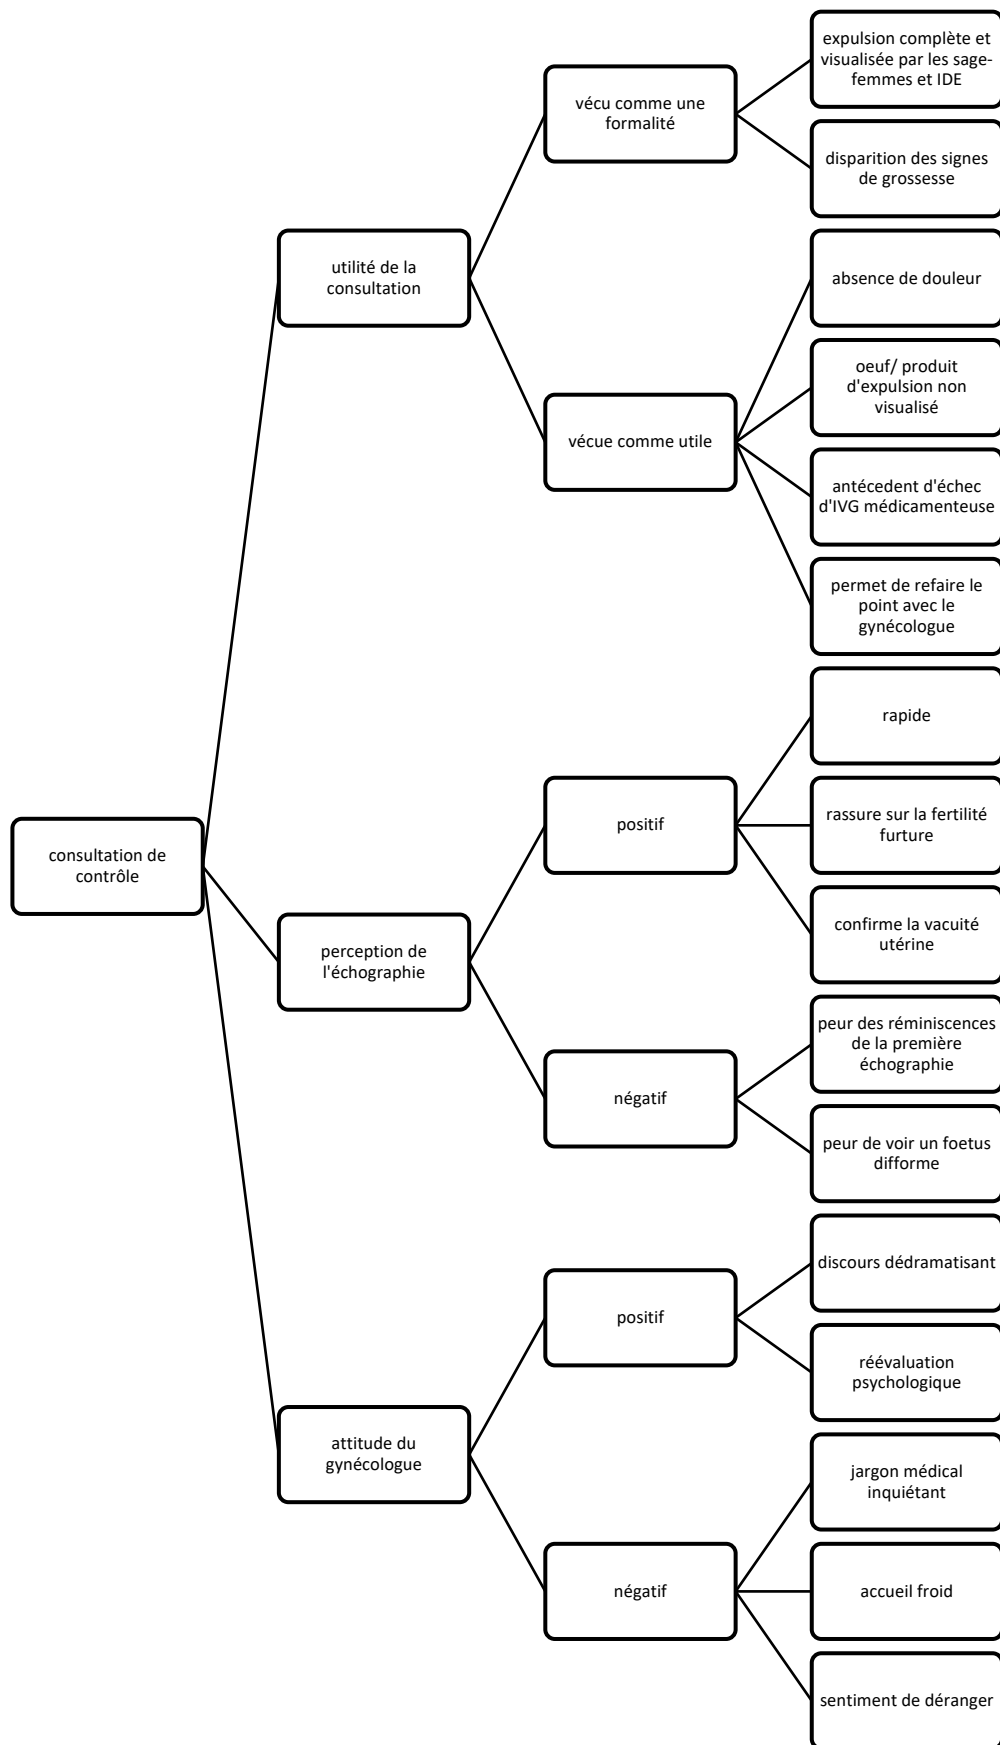 consultation de
contrôle
utilité de la
consultation
vécu comme une
formalité
expulsion complète et
visualisée par les sage-
femmes et IDE
disparition des signes
de grossesse
vécue comme utile
absence de douleur
oeuf/ produit
d'expulsion non
visualisé
antécedent d'échec
d'IVG médicamenteuse
permet de refaire le
point avec le
gynécologue
perception de
l'échographie
positif
rapide
rassure sur la fertilité
furture
confirme la vacuité
utérine
négatif
peur des réminiscences
de la première
échographie
peur de voir un foetus
difforme
attitude du
gynécologue
positif
discours dédramatisant
réévaluation
psychologique
négatif
jargon médical
inquiétant
accueil froid
sentiment de déranger